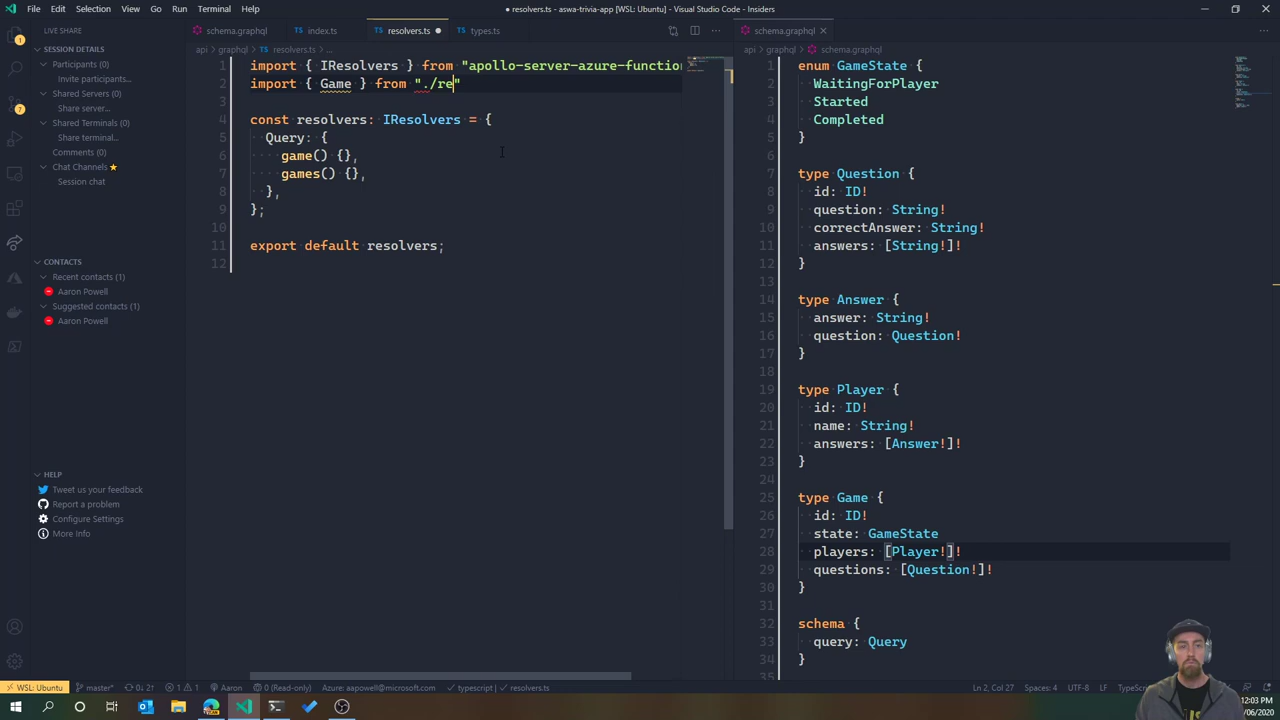 File Edit Selection View Go Run Terminal Help
● resolvers.ts - aswa-trivia-app [WSL: Ubuntu] - Visual Studio Code - Insiders
LIVE SHARE
SESSION DETAILS
Participants (0)
Invite participants...
Shared Servers (0)
Share server...
Shared Terminals (0)
Share terminal...
Comments (0)
Chat Channels
Session chat
CONTACTS
Recent contacts (1)
Aaron Powell
Suggested contacts (1)
Aaron Powell
HELP
Tweet us your feedback
Report a problem
Configure Settings
More Info
schema.graphql TS index.ts TS resolvers.ts ● TS types.ts
api > graphql > TS resolvers.ts > ...
1 import { IResolvers } from "apollo-server-azure-function
2 import { Game } from "./re"
3
4 const resolvers: IResolvers = {
5 Query: {
6 game() {},
7 games() {},
8 },
9 };
10
11 export default resolvers;
12
schema.graphql
api > graphql > schema.graphql
1 enum GameState {
2 WaitingForPlayer
3 Started
4 Completed
5 }
6
7 type Question {
8 id: ID!
9 question: String!
10 correctAnswer: String!
11 answers: [String!]!
12 }
13
14 type Answer {
15 answer: String!
16 question: Question!
17 }
18
19 type Player {
20 id: ID!
21 name: String!
22 answers: [Answer!]!
23 }
24
25 type Game {
26 id: ID!
27 state: GameState
28 players: [Player!]!
29 questions: [Question!]!
30 }
31
32 schema {
33 query: Query
34 }
35
WSL: Ubuntu master* 0↓ 2↑ 1 1 Aaron 0 (Read-only) Azure: aapowell@microsoft.com typescript resolvers.ts Ln 2, Col 27 Spaces: 4 UTF-8 LF
12:03 PM
/06/2020